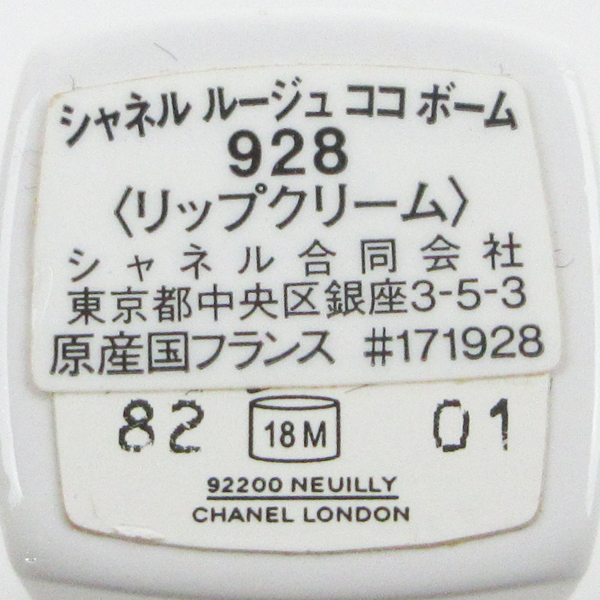 シャネル ルージュ ココ ボーム
928
〈リップクリーム〉
シャネル合同会社
東京都中央区銀座3-5-3
原産国フランス #171928
82 18M 01
92200 NEUILLY
CHANEL LONDON